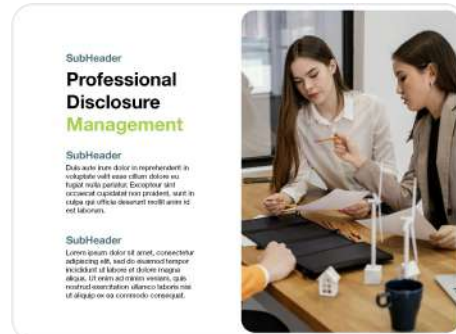 SubHeader
Professional
Disclosure
Management
SubHeader
Duis aute irure dolor in reprehenderit in
voluptate velit esse cillum dolore eu
fugiat nulla pariatur. Excepteur sint
occaecat cupidatat non proident, sunt in
culpa qui officia deserunt mollit anim id
est laborum.
SubHeader
Lorem ipsum dolor sit amet, consectetur
adipiscing elit, sed do eiusmod tempor
incididunt ut labore et dolore magna
aliqua. Ut enim ad minim veniam, quis
nostrud exercitation ullamco laboris nisi
ut aliquip ex ea commodo consequat.